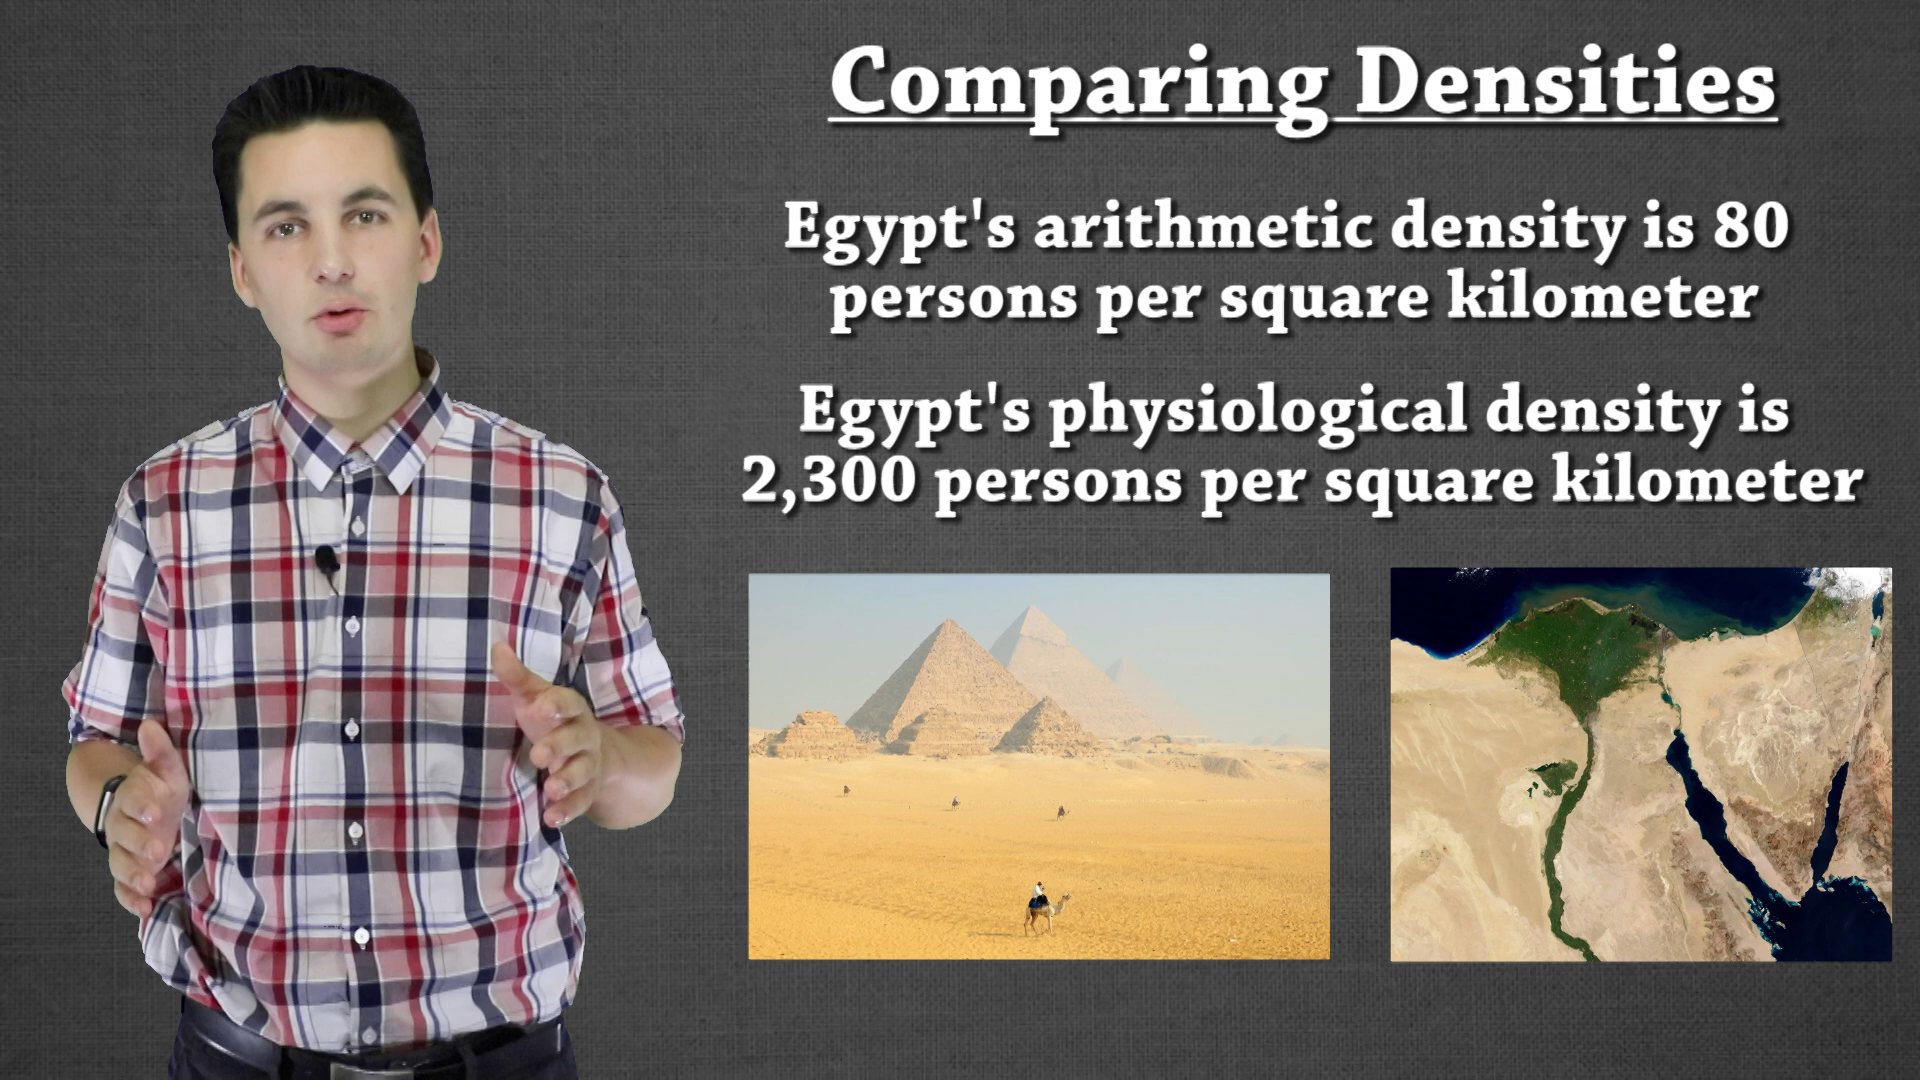 Comparing Densities
Egypt's arithmetic density is 80
persons per square kilometer
Egypt's physiological density is
2,300 persons per square kilometer